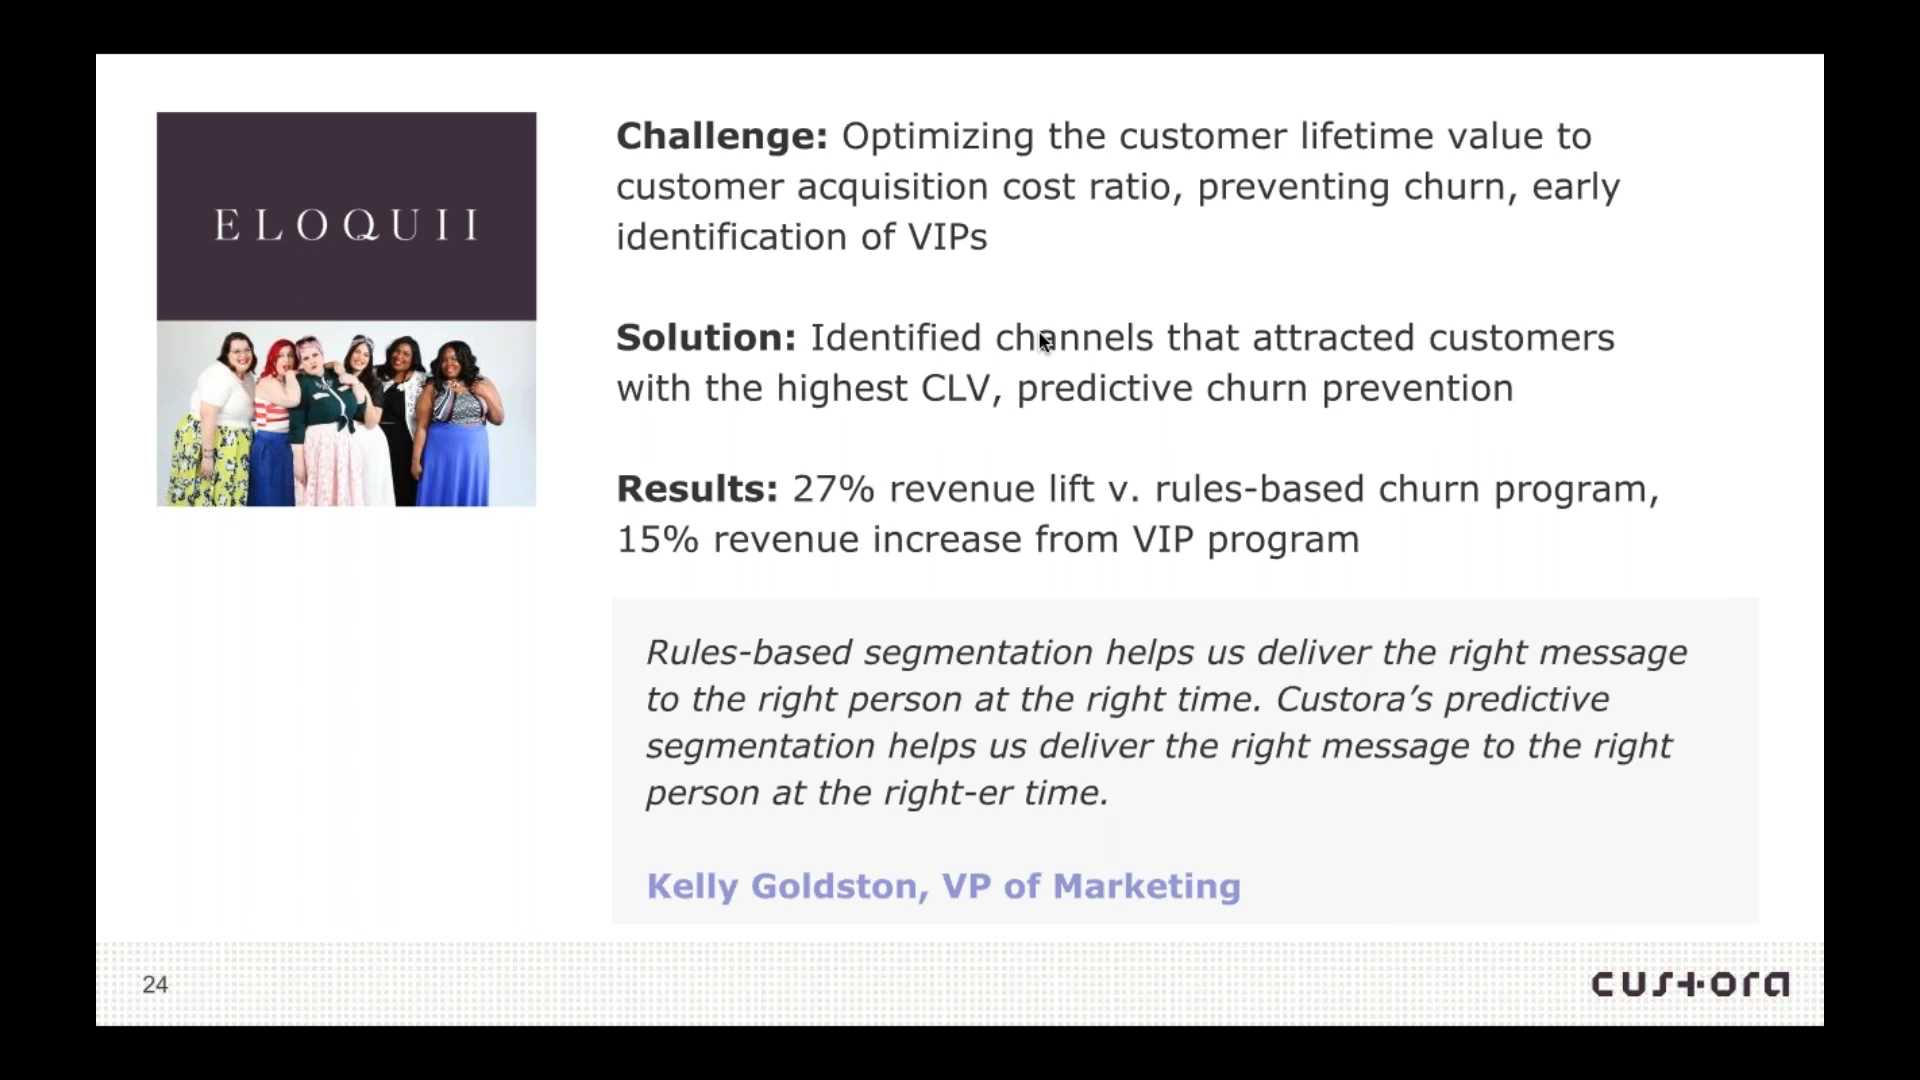 ELOQUII
Challenge: Optimizing the customer lifetime value to
customer acquisition cost ratio, preventing churn, early
identification of VIPs
Solution: Identified channels that attracted customers
with the highest CLV, predictive churn prevention
Results: 27% revenue lift v. rules-based churn program,
15% revenue increase from VIP program
Rules-based segmentation helps us deliver the right message
to the right person at the right time. Custora’s predictive
segmentation helps us deliver the right message to the right
person at the right-er time.
Kelly Goldston, VP of Marketing
24
custora